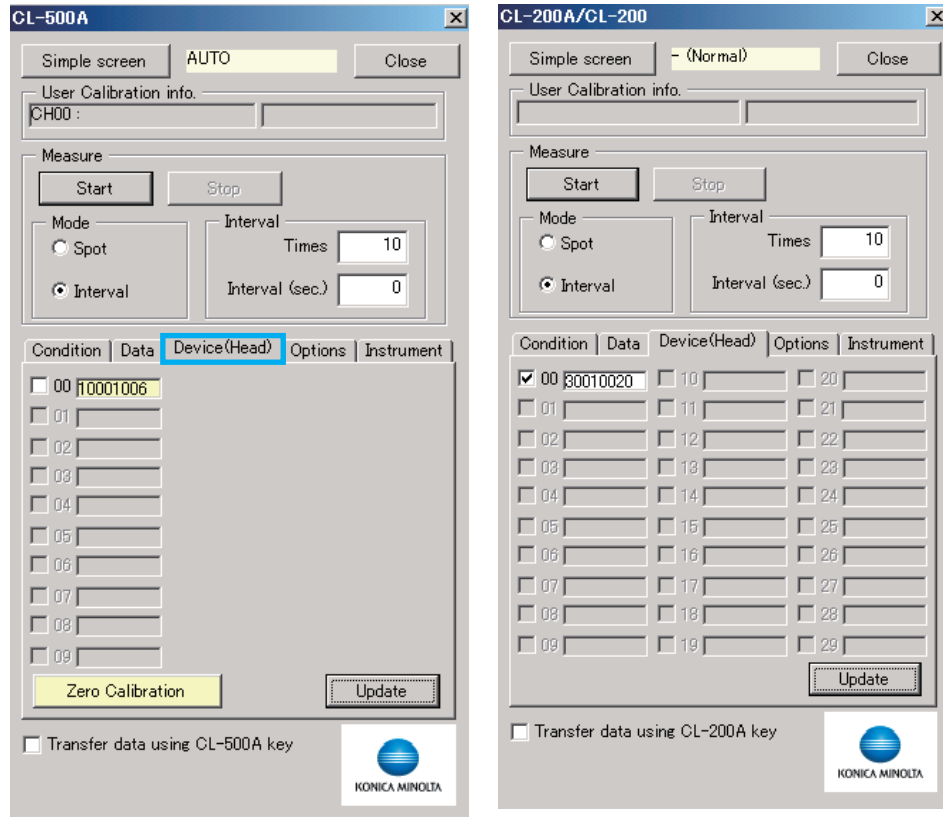 CL-500A
Simple screen
AUTO
Close
User Calibration info.
CH00 :
Measure
Start
Stop
Mode
Spot
Interval
Interval
Times
10
Interval (sec.)
0
Condition
Data
Device(Head)
Options
Instrument
00 10001006
01
02
03
04
05
06
07
08
09
Zero Calibration
Update
Transfer data using CL-500A key
KONICA MINOLTA
CL-200A/CL-200
Simple screen
- (Normal)
Close
User Calibration info.
Measure
Start
Stop
Mode
Spot
Interval
Interval
Times
10
Interval (sec.)
0
Condition
Data
Device(Head)
Options
Instrument
00 30010020 10 20
01 11 21
02 12 22
03 13 23
04 14 24
05 15 25
06 16 26
07 17 27
08 18 28
09 19 29
Update
Transfer data using CL-200A key
KONICA MINOLTA